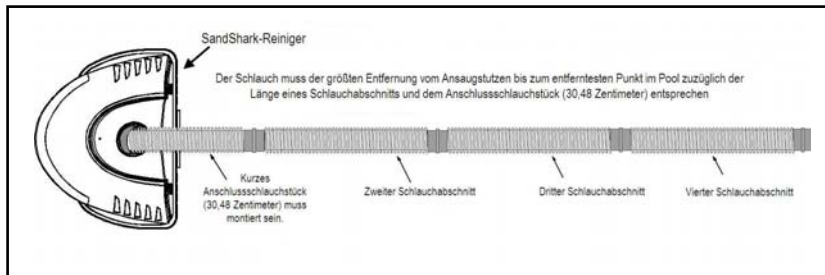 SandShark-Reiniger
Der Schlauch muss der größten Entfernung vom Ansaugstutzen bis zum entferntesten Punkt im Pool zuzüglich der
Länge eines Schlauchabschnitts und dem Anschlussschlauchstück (30,48 Zentimeter) entsprechen
Kurzes
Anschlussschlauchstück
(30,48 Zentimeter) muss
montiert sein.
Zweiter Schlauchabschnitt
Dritter Schlauchabschnitt
Vierter Schlauchabschnitt